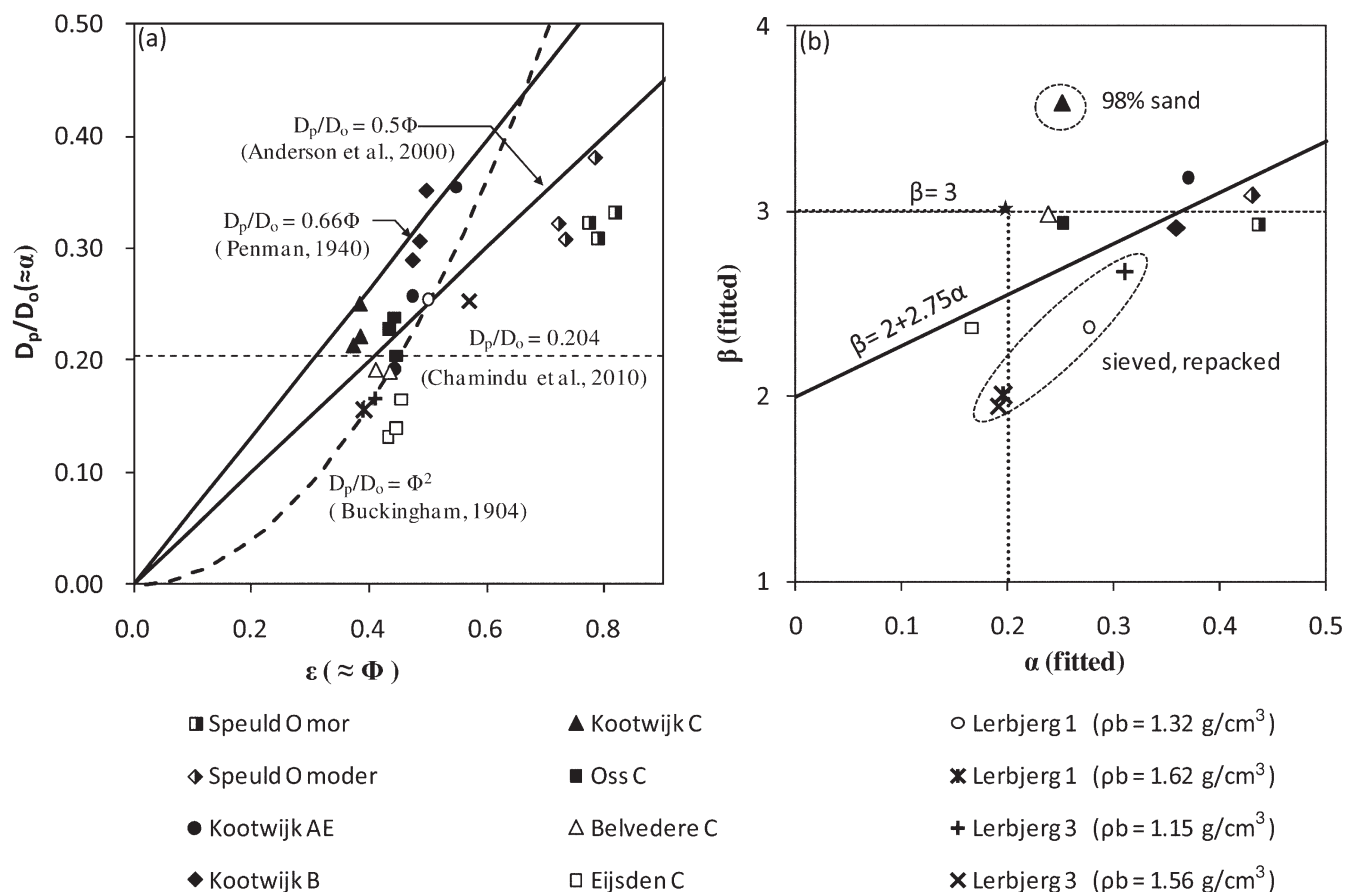 (a)
0.50
0.40
0.30
0.20
0.10
0.00
Dp/Do(≈α)
Dp/Do = 0.5Φ
(Anderson et al., 2000)
Dp/Do = 0.66Φ
( Penman, 1940)
Dp/Do = 0.204
(Chamindu et al., 2010)
Dp/Do = Φ²
( Buckingham, 1904)
0.0 0.2 0.4 0.6 0.8
ε ( ≈ Φ )
(b)
4
3
2
1
β (fitted)
98% sand
β= 3
β= 2+2.75α
sieved, repacked
0 0.1 0.2 0.3 0.4 0.5
α (fitted)
Speuld O mor
Kootwijk C
Lerbjerg 1 (ρb = 1.32 g/cm³)
Speuld O moder
Oss C
Lerbjerg 1 (ρb = 1.62 g/cm³)
Kootwijk AE
Belvedere C
Lerbjerg 3 (ρb = 1.15 g/cm³)
Kootwijk B
Eijsden C
Lerbjerg 3 (ρb = 1.56 g/cm³)